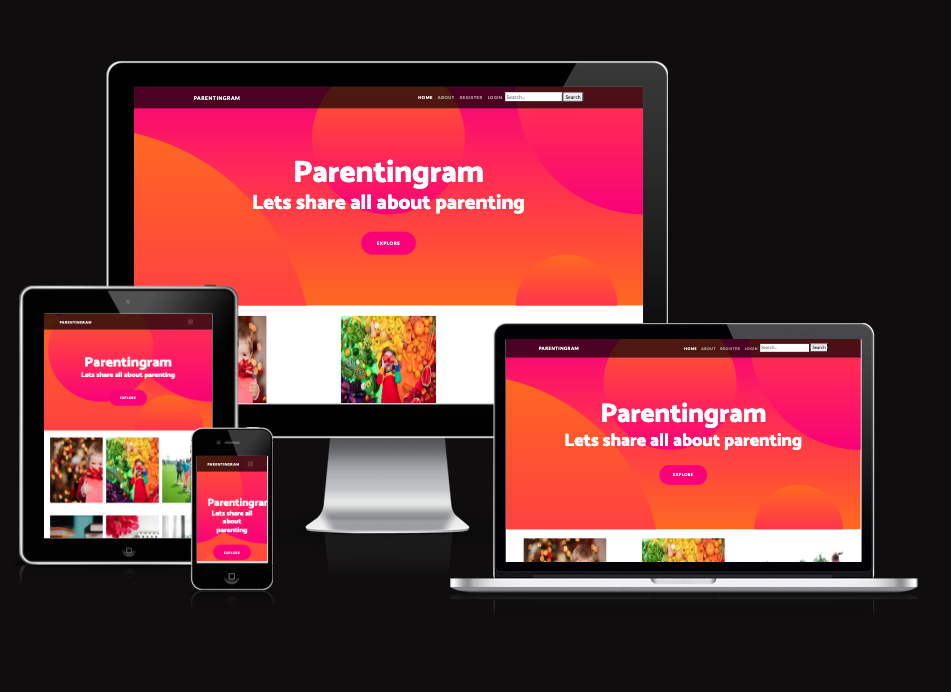 PARENTINGRAM
HOME ABOUT REGISTER LOGIN Search... Search
Parentingram
Lets share all about parenting
EXPLORE
PARENTINGRAM
Parentingram
Lets share all about parenting
EXPLORE
PARENTINGRAM
Parentingram
Lets share all
about
parenting
EXPLORE
PARENTINGRAM
HOME ABOUT REGISTER LOGIN Search... Search
Parentingram
Lets share all about parenting
EXPLORE